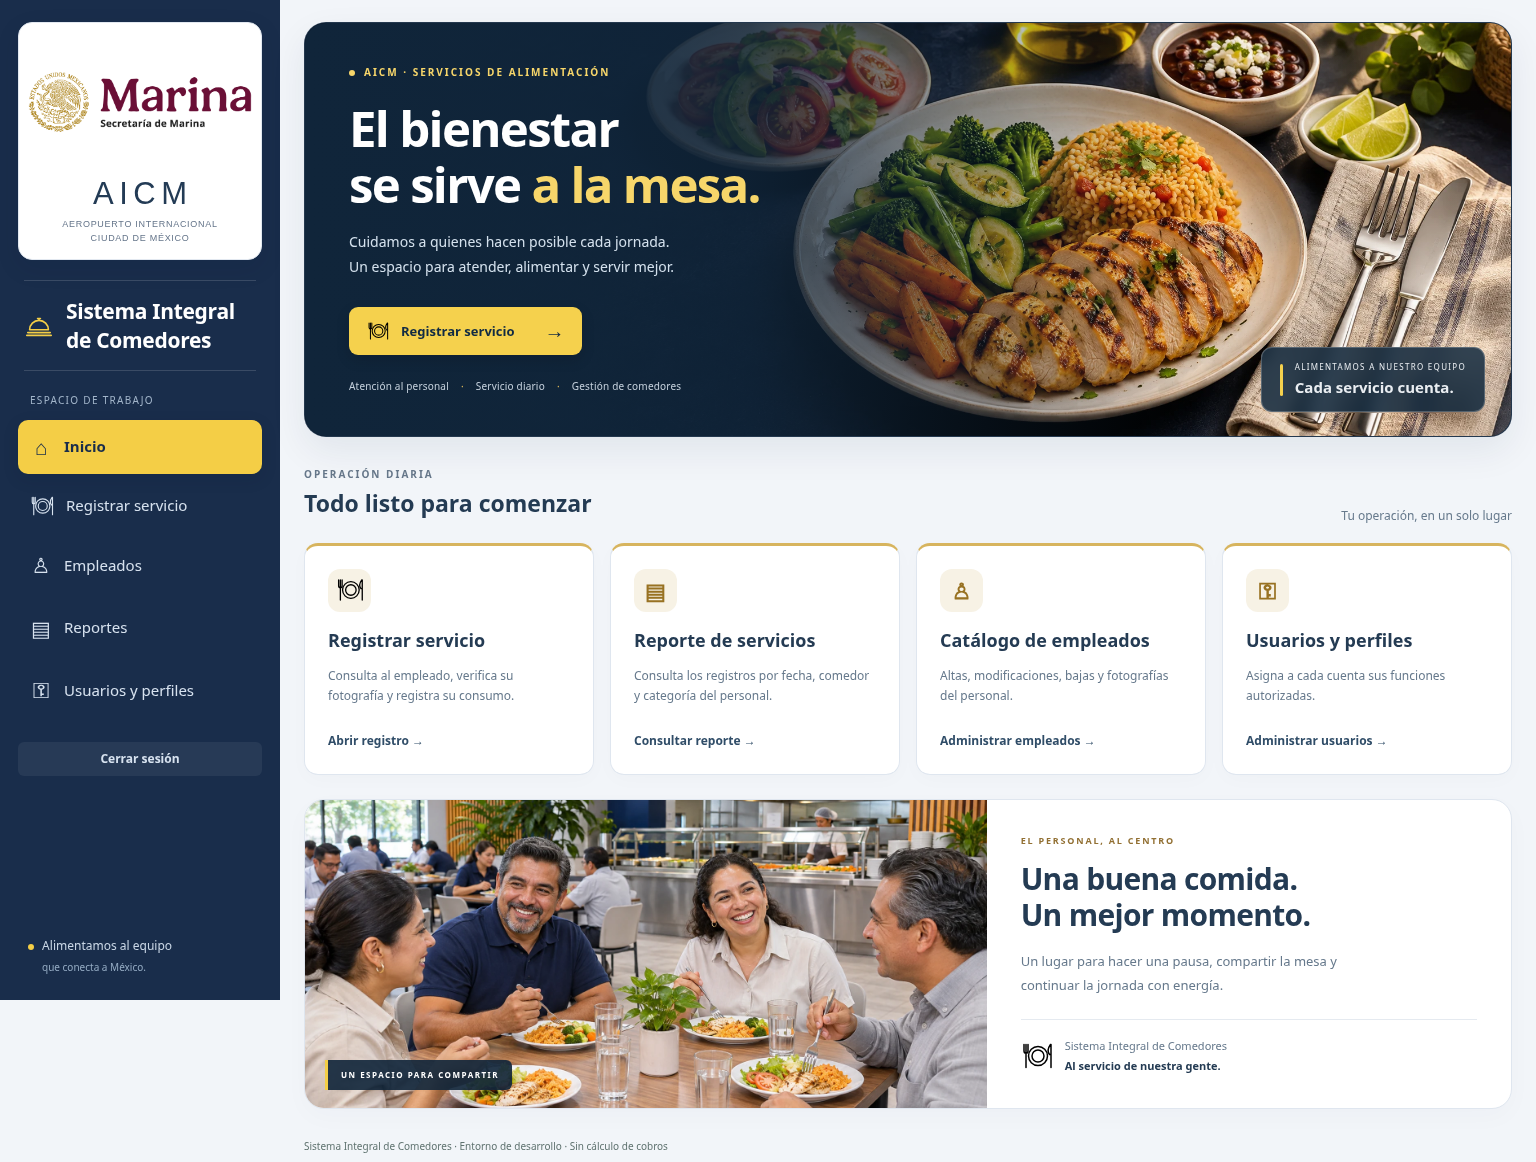 ESTADOS UNIDOS MEXICANOS
Marina
Secretaría de Marina
AICM
AEROPUERTO INTERNACIONAL
CIUDAD DE MÉXICO
Sistema Integral
de Comedores
ESPACIO DE TRABAJO
Inicio
Registrar servicio
Empleados
Reportes
Usuarios y perfiles
Cerrar sesión
Alimentamos al equipo
que conecta a México.
AICM · SERVICIOS DE ALIMENTACIÓN
El bienestar
se sirve a la mesa.
Cuidamos a quienes hacen posible cada jornada.
Un espacio para atender, alimentar y servir mejor.
Registrar servicio →
Atención al personal · Servicio diario · Gestión de comedores
ALIMENTAMOS A NUESTRO EQUIPO
Cada servicio cuenta.
OPERACIÓN DIARIA
Todo listo para comenzar
Tu operación, en un solo lugar
Registrar servicio
Consulta al empleado, verifica su
fotografía y registra su consumo.
Abrir registro →
Reporte de servicios
Consulta los registros por fecha, comedor
y categoría del personal.
Consultar reporte →
Catálogo de empleados
Altas, modificaciones, bajas y fotografías
del personal.
Administrar empleados →
Usuarios y perfiles
Asigna a cada cuenta sus funciones
autorizadas.
Administrar usuarios →
UN ESPACIO PARA COMPARTIR
EL PERSONAL, AL CENTRO
Una buena comida.
Un mejor momento.
Un lugar para hacer una pausa, compartir la mesa y
continuar la jornada con energía.
Sistema Integral de Comedores
Al servicio de nuestra gente.
Sistema Integral de Comedores · Entorno de desarrollo · Sin cálculo de cobros